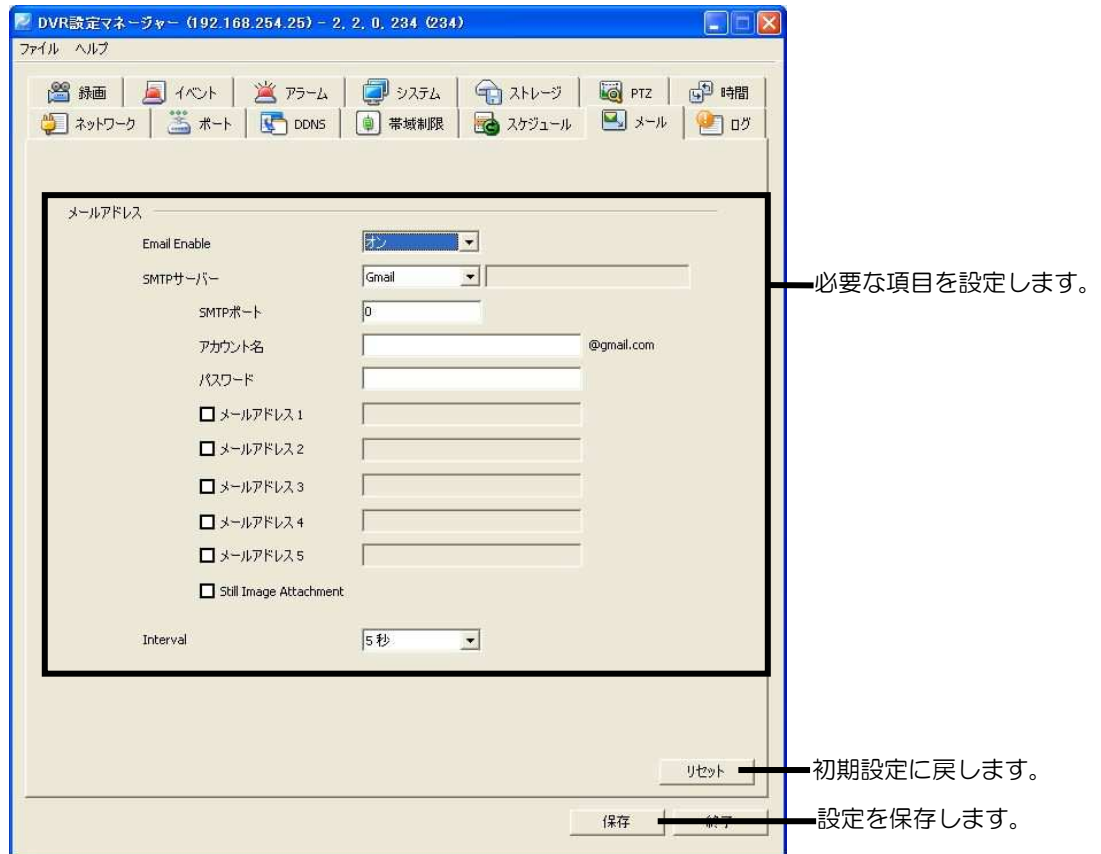 DVR設定マネージャー (192.168.254.25) - 2, 2, 0, 234 (234)
ファイル ヘルプ
録画 イベント アラーム システム ストレージ PTZ 時間
ネットワーク ポート DDNS 帯域制限 スケジュール メール ログ
メールアドレス
Email Enable オン
SMTPサーバー Gmail
必要な項目を設定します。
SMTPポート 0
アカウント名 @gmail.com
パスワード
メールアドレス 1
メールアドレス 2
メールアドレス 3
メールアドレス 4
メールアドレス 5
Still Image Attachment
Interval 5 秒
リセット 初期設定に戻します。
保存 終了 設定を保存します。